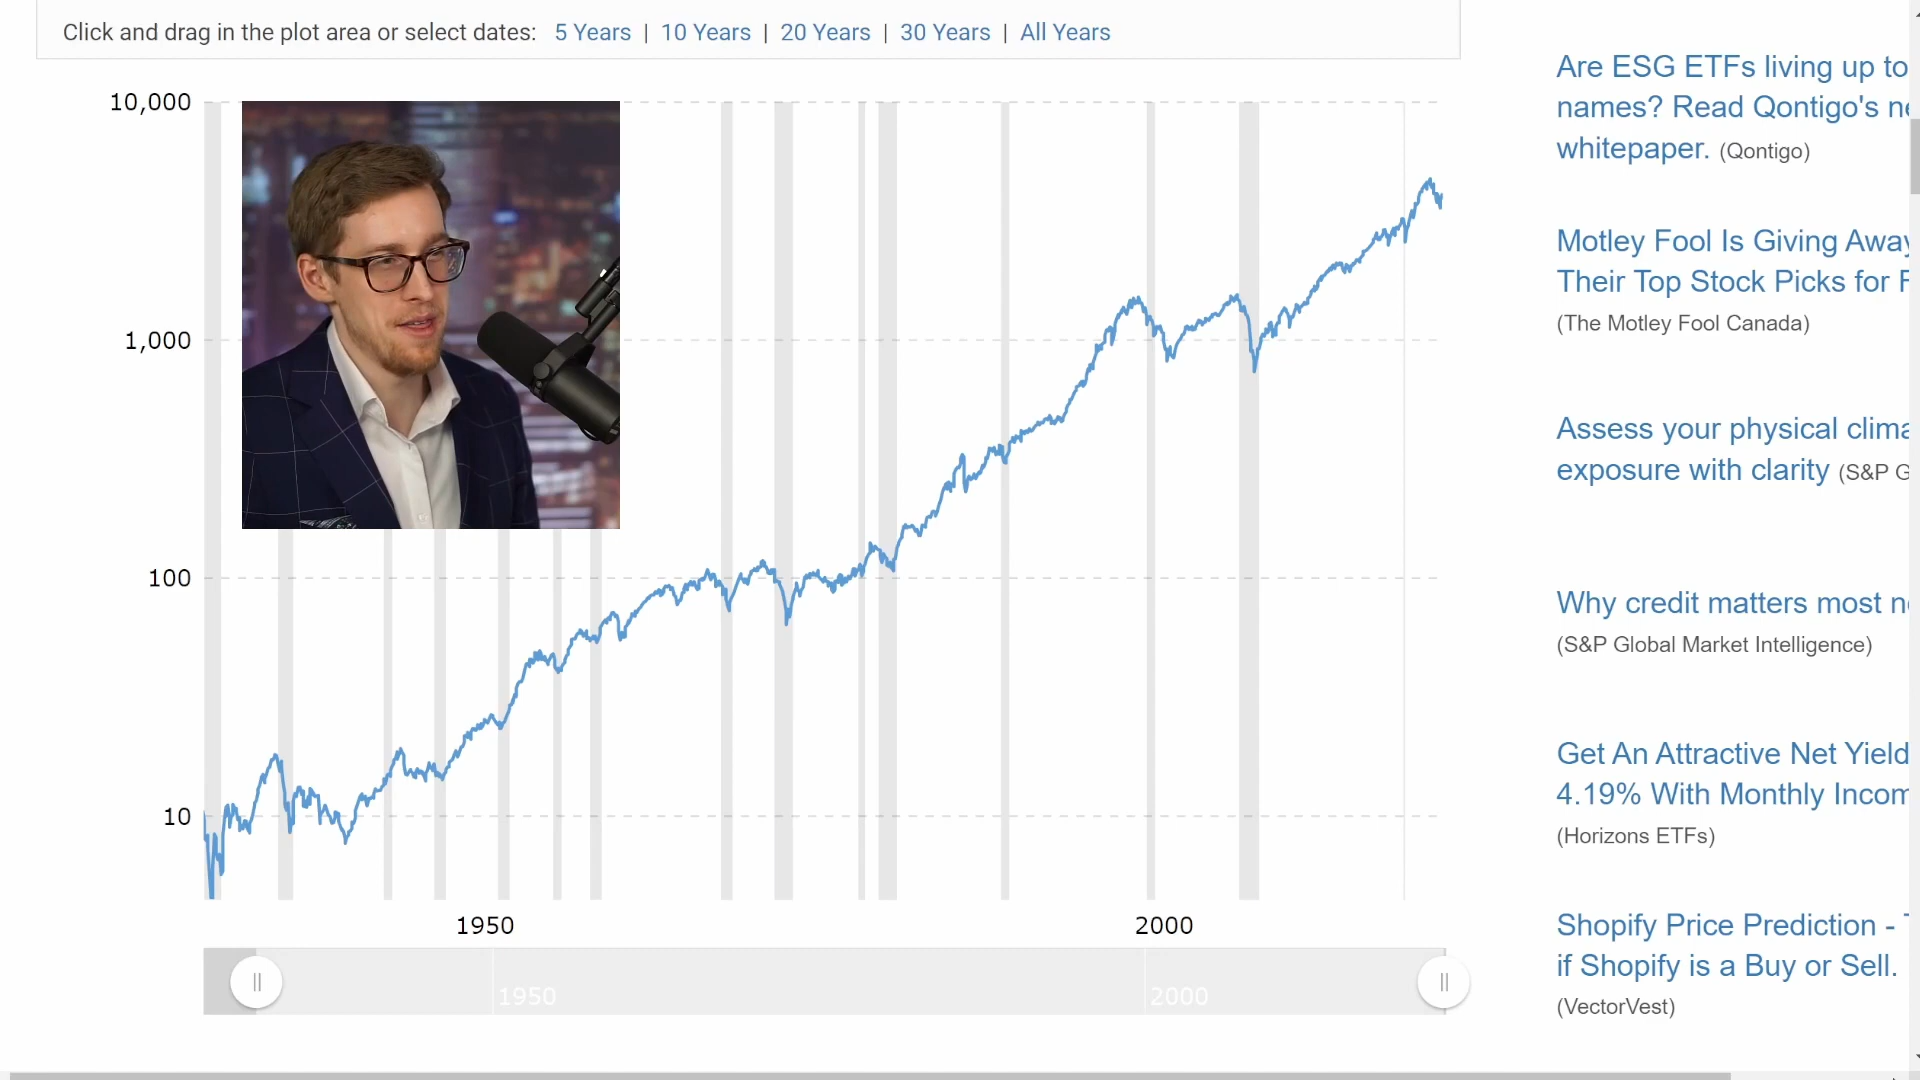 Click and drag in the plot area or select dates: 5 Years | 10 Years | 20 Years | 30 Years | All Years
10,000
1,000
100
10
1950
2000
1950
2000
Are ESG ETFs living up to
names? Read Qontigo's
whitepaper. (Qontigo)
Motley Fool Is Giving Away
Their Top Stock Picks for
(The Motley Fool Canada)
Assess your physical
exposure with clarity (S&P
Why credit matters most
(S&P Global Market Intelligence)
Get An Attractive Net Yield
4.19% With Monthly
(Horizons ETFs)
Shopify Price Prediction -
if Shopify is a Buy or Sell.
(VectorVest)